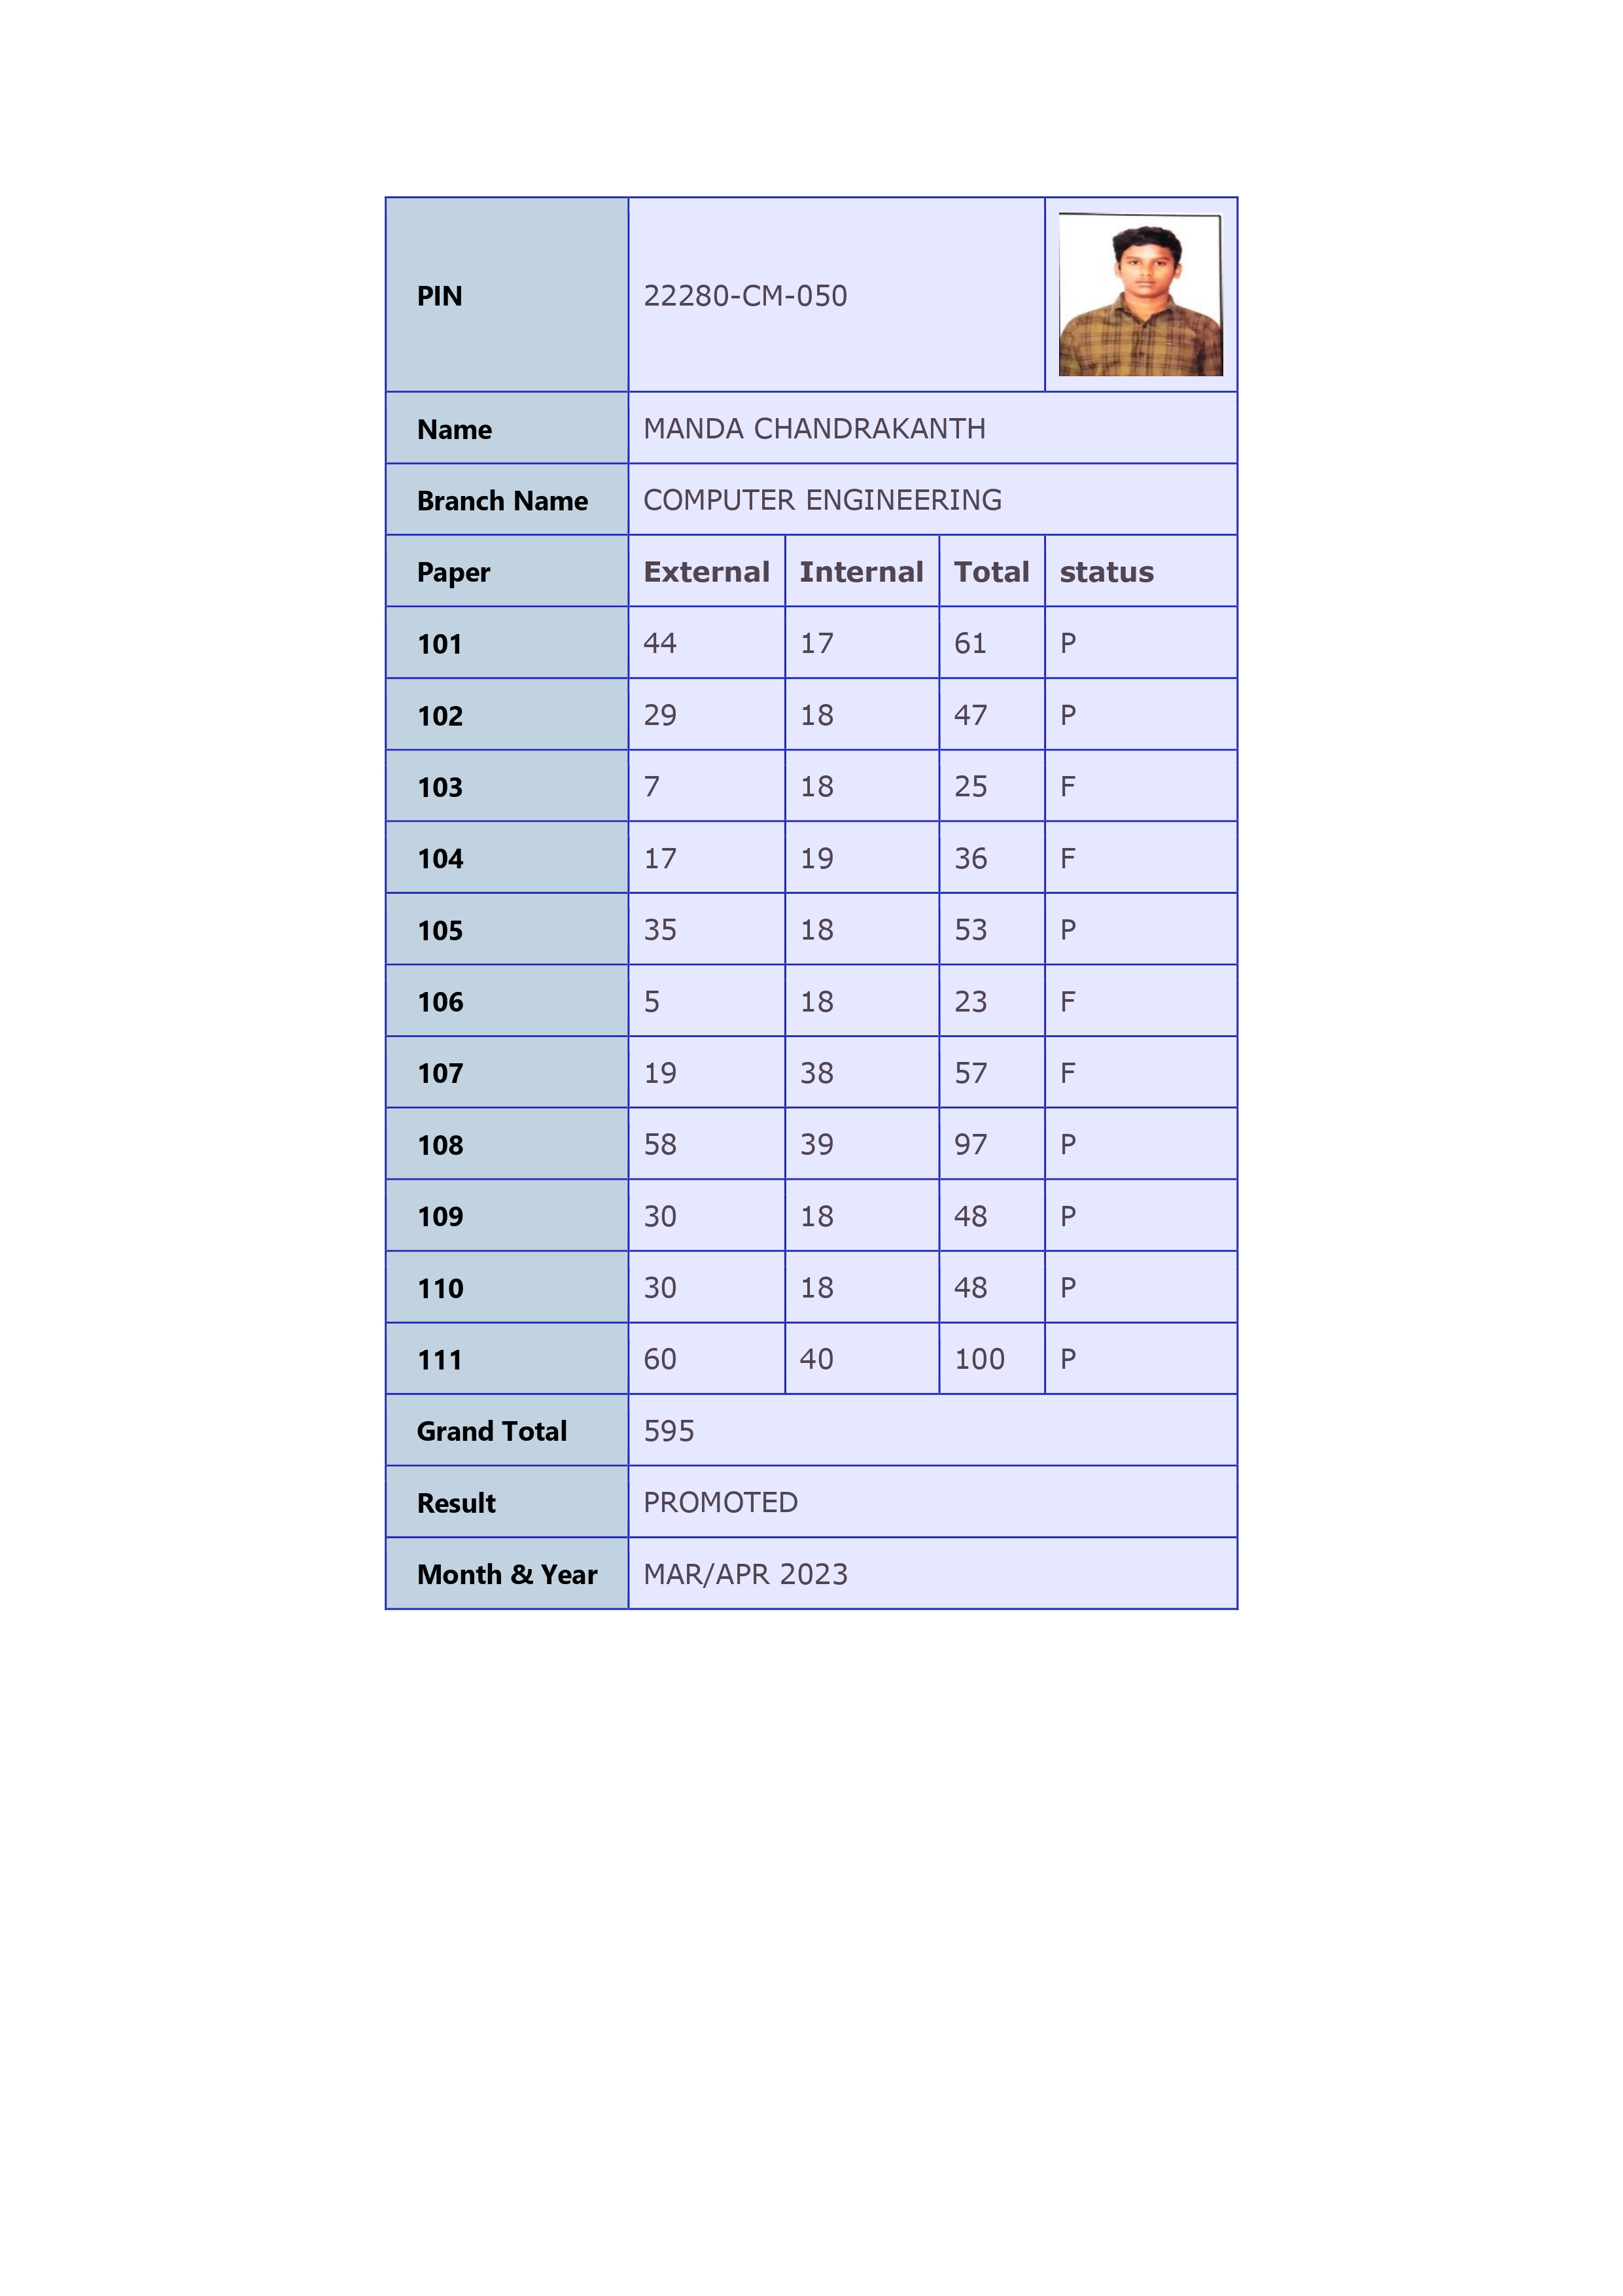 PIN 22280-CM-050
Name MANDA CHANDRAKANTH
Branch Name COMPUTER ENGINEERING
Paper External Internal Total status
101 44 17 61 P
102 29 18 47 P
103 7 18 25 F
104 17 19 36 F
105 35 18 53 P
106 5 18 23 F
107 19 38 57 F
108 58 39 97 P
109 30 18 48 P
110 30 18 48 P
111 60 40 100 P
Grand Total 595
Result PROMOTED
Month & Year MAR/APR 2023